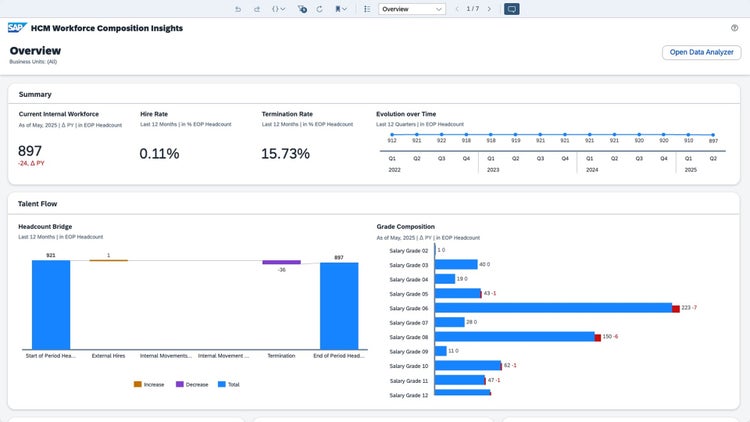 Overview
1 / 7
SAP HCM Workforce Composition Insights
Overview
Business Units: (All)
Open Data Analyzer
Summary
Current Internal Workforce
As of May, 2025 | Δ PY | in EOP Headcount
897
-24, Δ PY
Hire Rate
Last 12 Months | in % EOP Headcount
0.11%
Termination Rate
Last 12 Months | in % EOP Headcount
15.73%
Evolution over Time
Last 12 Quarters | in EOP Headcount
912 921 922 918 918 919 921 921 920 920 910 897
Q1 Q2 Q3 Q4 Q1 Q2 Q3 Q4 Q1 Q2 Q3 Q4 Q1 Q2
2022 2023 2024 2025
Talent Flow
Headcount Bridge
Last 12 Months | in EOP Headcount
921 1 -36 897
Start of Period Hea... External Hires Internal Movements... Internal Movement ... Termination End of Period Head...
Increase Decrease Total
Grade Composition
As of May, 2025 | Δ PY | in EOP Headcount
Salary Grade 02 1 0
Salary Grade 03 40 0
Salary Grade 04 19 0
Salary Grade 05 43 -1
Salary Grade 06 223 -7
Salary Grade 07 28 0
Salary Grade 08 150 -6
Salary Grade 09 11 0
Salary Grade 10 62 -1
Salary Grade 11 47 -1
Salary Grade 12